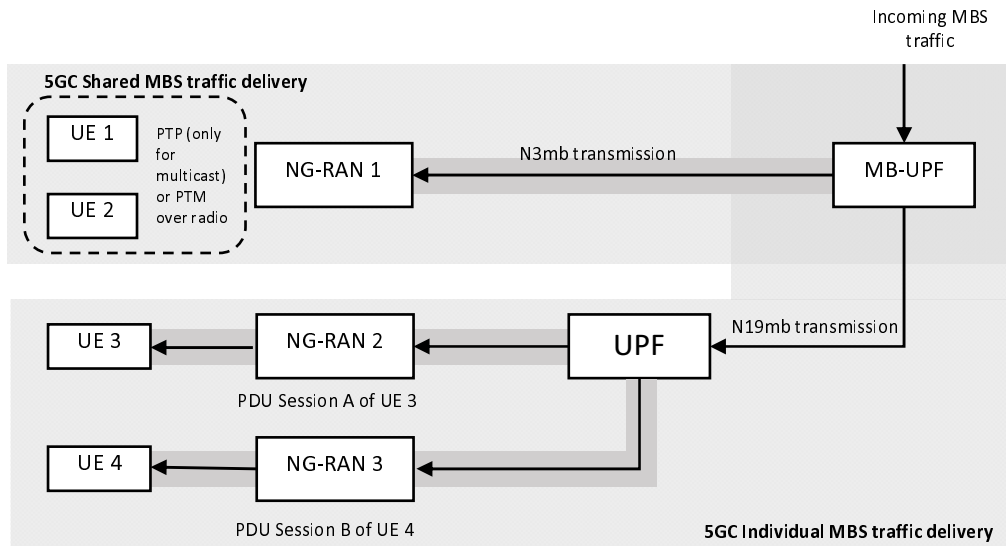 Incoming MBS
traffic
5GC Shared MBS traffic delivery
UE 1
UE 2
PTP (only
for
multicast)
or PTM
over radio
NG-RAN 1
N3mb transmission
MB-UPF
N19mb transmission
UE 3
NG-RAN 2
UPF
PDU Session A of UE 3
UE 4
NG-RAN 3
PDU Session B of UE 4
5GC Individual MBS traffic delivery